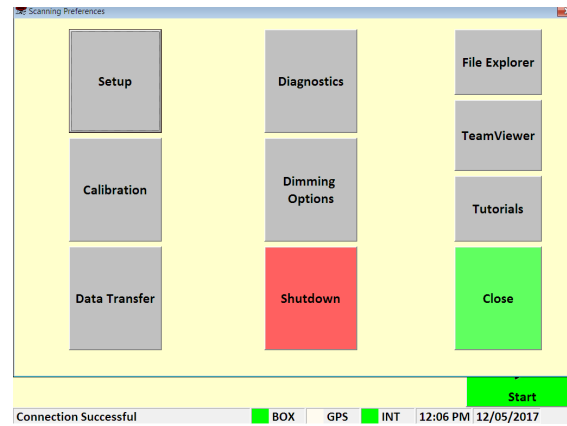 Scanning Preferences
Setup
Diagnostics
File Explorer
TeamViewer
Calibration
Dimming
Options
Tutorials
Data Transfer
Shutdown
Close
Start
Connection Successful BOX GPS INT 12:06 PM 12/05/2017